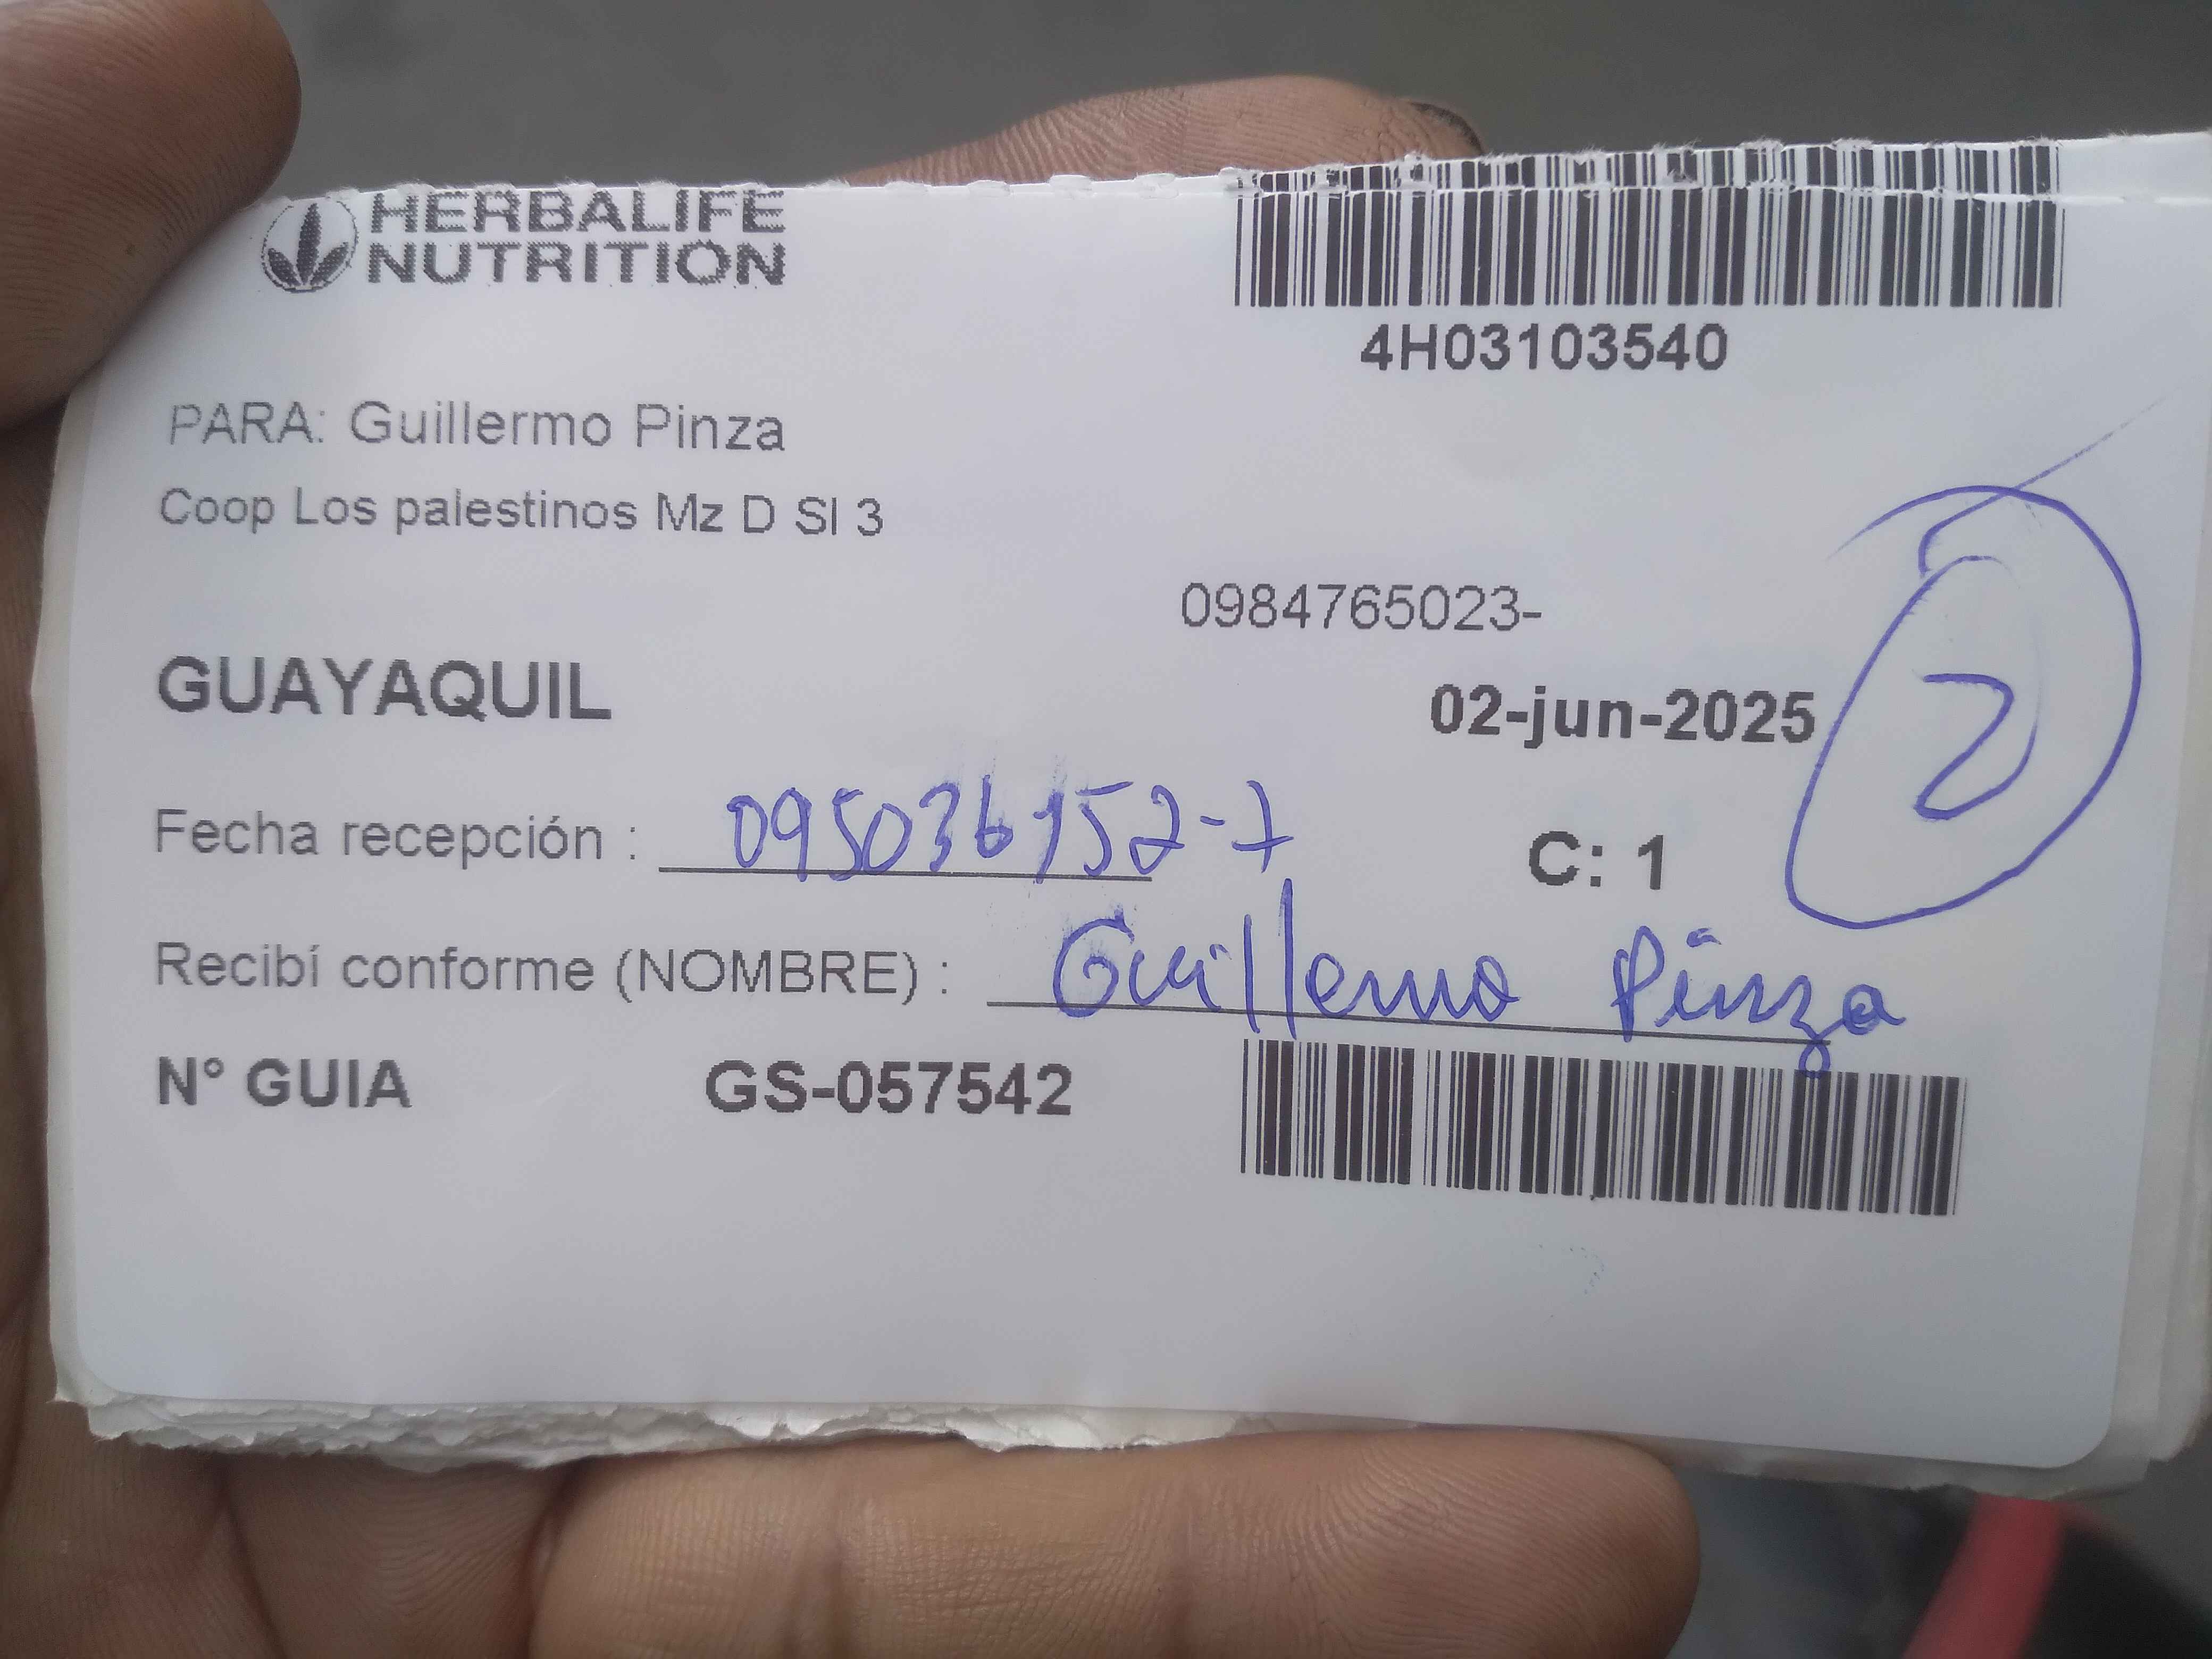 HERBALIFE
NUTRITION
4H03103540
PARA: Guillermo Pinza
Coop Los palestinos Mz D Sl 3
0984765023-
GUAYAQUIL
02-jun-2025
2
Fecha recepción : 095036152-7
C: 1
Recibí conforme (NOMBRE) : Guillermo Pinza
N° GUIA GS-057542